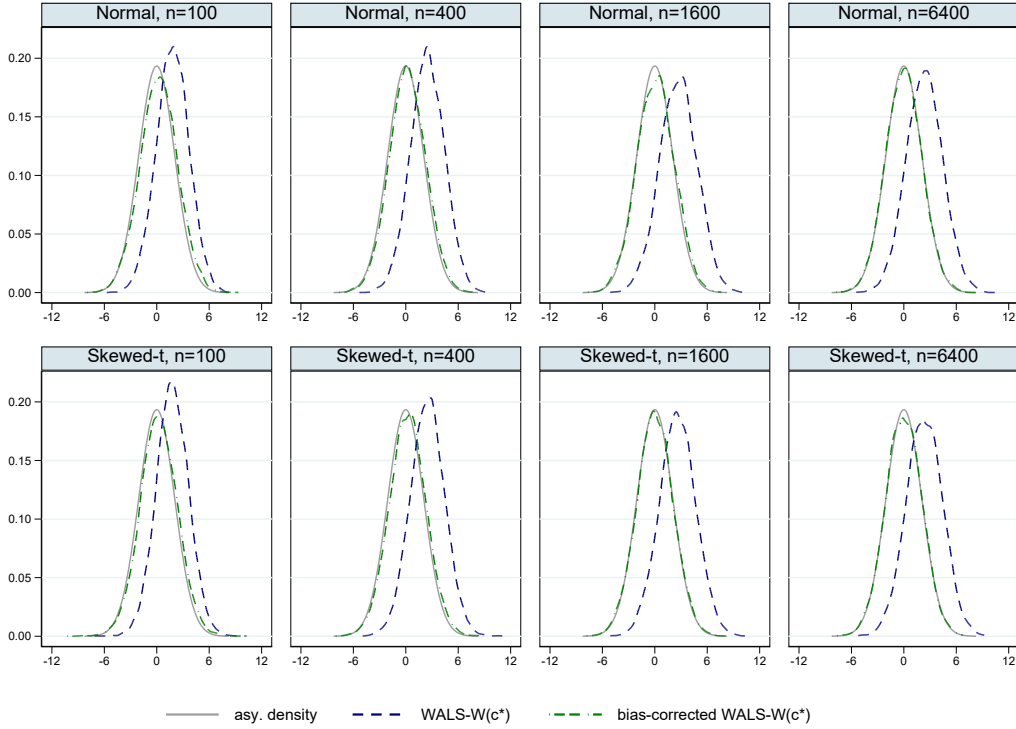 Normal, n=100 Normal, n=400 Normal, n=1600 Normal, n=6400
0.20
0.15
0.10
0.05
0.00
-12 -6 0 6 12 -12 -6 0 6 12 -12 -6 0 6 12 -12 -6 0 6 12
Skewed-t, n=100 Skewed-t, n=400 Skewed-t, n=1600 Skewed-t, n=6400
0.20
0.15
0.10
0.05
0.00
-12 -6 0 6 12 -12 -6 0 6 12 -12 -6 0 6 12 -12 -6 0 6 12
asy. density WALS-W(c*) bias-corrected WALS-W(c*)